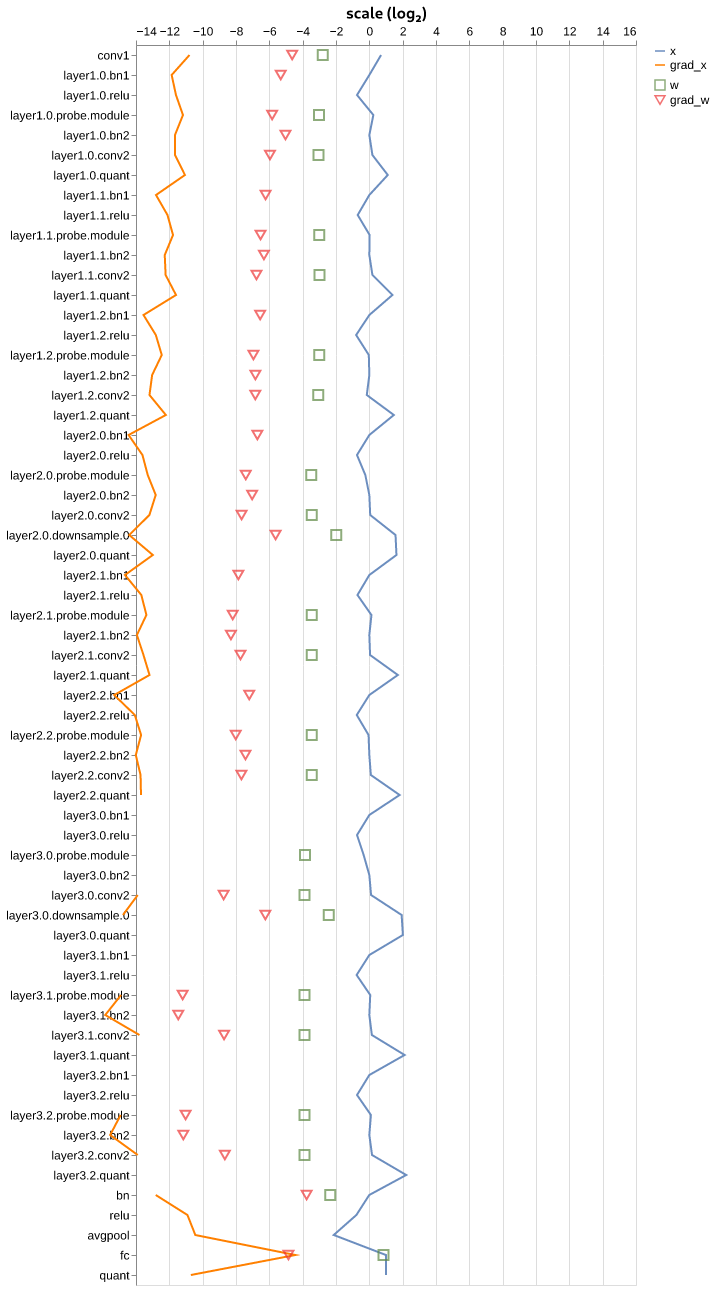 scale (log₂)
−14 −12 −10 −8 −6 −4 −2 0 2 4 6 8 10 12 14 16
x
grad_x
w
grad_w
conv1
layer1.0.bn1
layer1.0.relu
layer1.0.probe.module
layer1.0.bn2
layer1.0.conv2
layer1.0.quant
layer1.1.bn1
layer1.1.relu
layer1.1.probe.module
layer1.1.bn2
layer1.1.conv2
layer1.1.quant
layer1.2.bn1
layer1.2.relu
layer1.2.probe.module
layer1.2.bn2
layer1.2.conv2
layer1.2.quant
layer2.0.bn1
layer2.0.relu
layer2.0.probe.module
layer2.0.bn2
layer2.0.conv2
layer2.0.downsample.0
layer2.0.quant
layer2.1.bn1
layer2.1.relu
layer2.1.probe.module
layer2.1.bn2
layer2.1.conv2
layer2.1.quant
layer2.2.bn1
layer2.2.relu
layer2.2.probe.module
layer2.2.bn2
layer2.2.conv2
layer2.2.quant
layer3.0.bn1
layer3.0.relu
layer3.0.probe.module
layer3.0.bn2
layer3.0.conv2
layer3.0.downsample.0
layer3.0.quant
layer3.1.bn1
layer3.1.relu
layer3.1.probe.module
layer3.1.bn2
layer3.1.conv2
layer3.1.quant
layer3.2.bn1
layer3.2.relu
layer3.2.probe.module
layer3.2.bn2
layer3.2.conv2
layer3.2.quant
bn
relu
avgpool
fc
quant